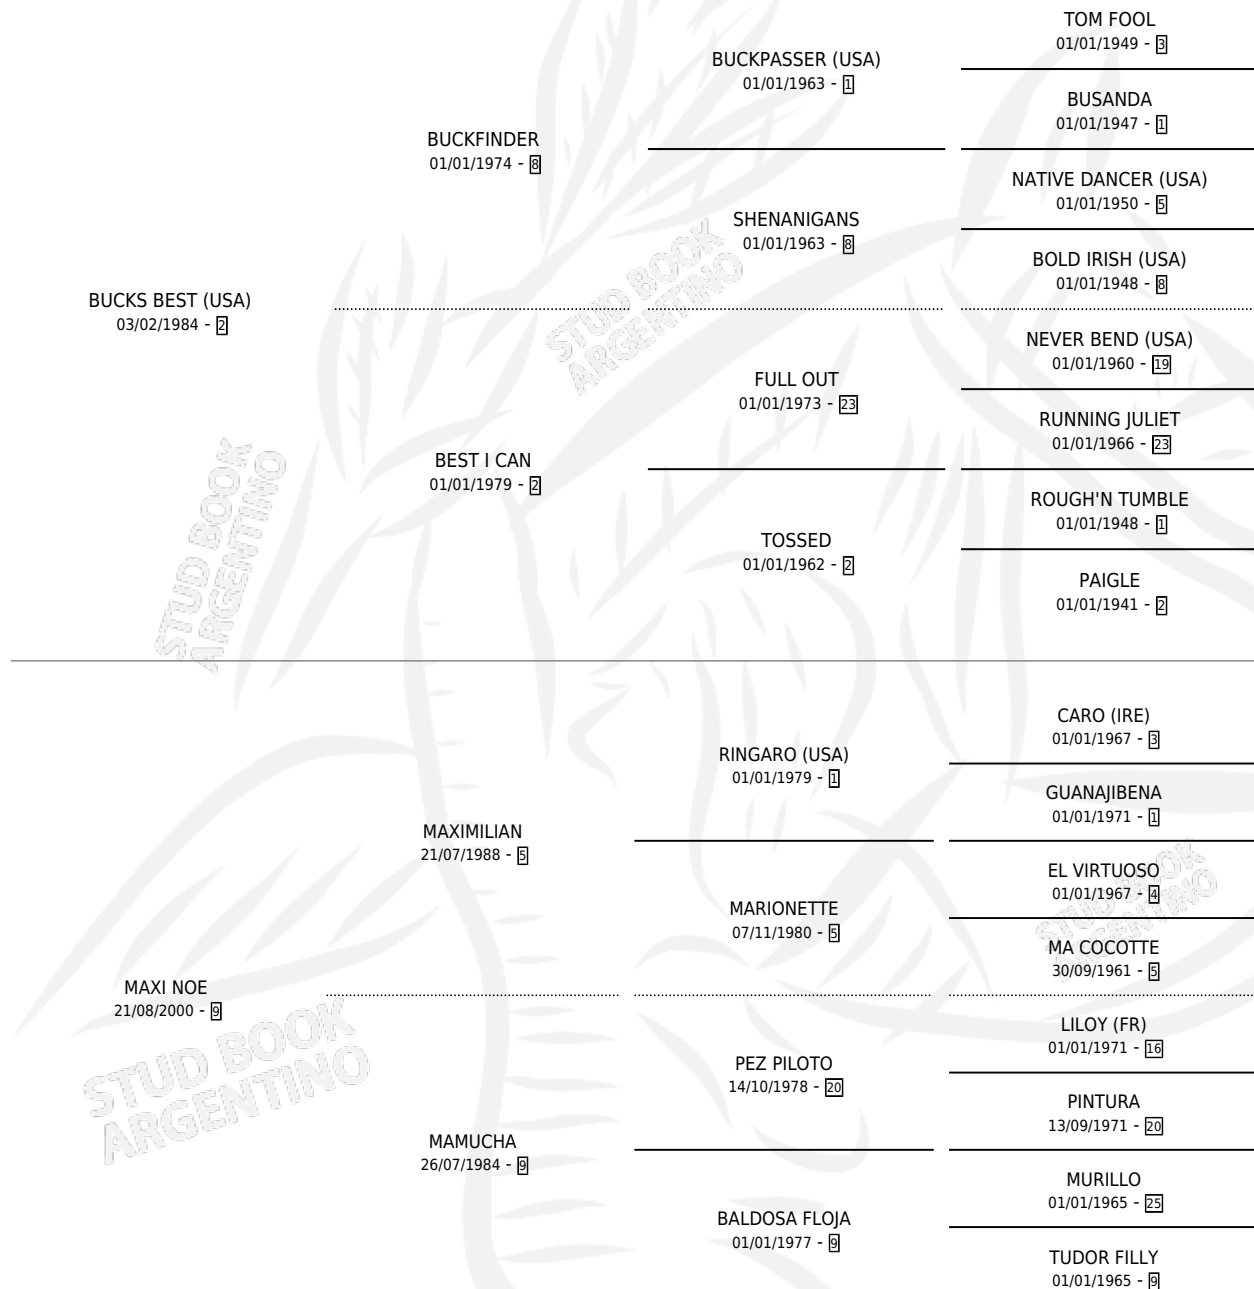 TOM FOOL
01/01/1949 - 3
BUCKPASSER (USA)
01/01/1963 - 1
BUSANDA
01/01/1947 - 1
BUCKFINDER
01/01/1974 - 8
NATIVE DANCER (USA)
01/01/1950 - 5
SHENANIGANS
01/01/1963 - 8
BOLD IRISH (USA)
01/01/1948 - 8
BUCKS BEST (USA)
03/02/1984 - 2
STUD BOOK
ARGENTINO
NEVER BEND (USA)
01/01/1960 - 19
FULL OUT
01/01/1973 - 23
RUNNING JULIET
01/01/1966 - 23
BEST I CAN
01/01/1979 - 2
ROUGH'N TUMBLE
01/01/1948 - 1
TOSSED
01/01/1962 - 2
PAIGLE
01/01/1941 - 2
STUD BOOK
ARGENTINO
CARO (IRE)
01/01/1967 - 3
RINGARO (USA)
01/01/1979 - 1
GUANAJIBENA
01/01/1971 - 1
MAXIMILIAN
21/07/1988 - 5
EL VIRTUOSO
01/01/1967 - 4
MARIONETTE
07/11/1980 - 5
MA COCOTTE
30/09/1961 - 5
STUD BOOK
ARGENTINO
MAXI NOE
21/08/2000 - 9
LILOY (FR)
01/01/1971 - 16
PEZ PILOTO
14/10/1978 - 20
PINTURA
13/09/1971 - 20
STUD BOOK
ARGENTINO
MAMUCHA
26/07/1984 - 9
MURILLO
01/01/1965 - 25
BALDOSA FLOJA
01/01/1977 - 9
TUDOR FILLY
01/01/1965 - 9